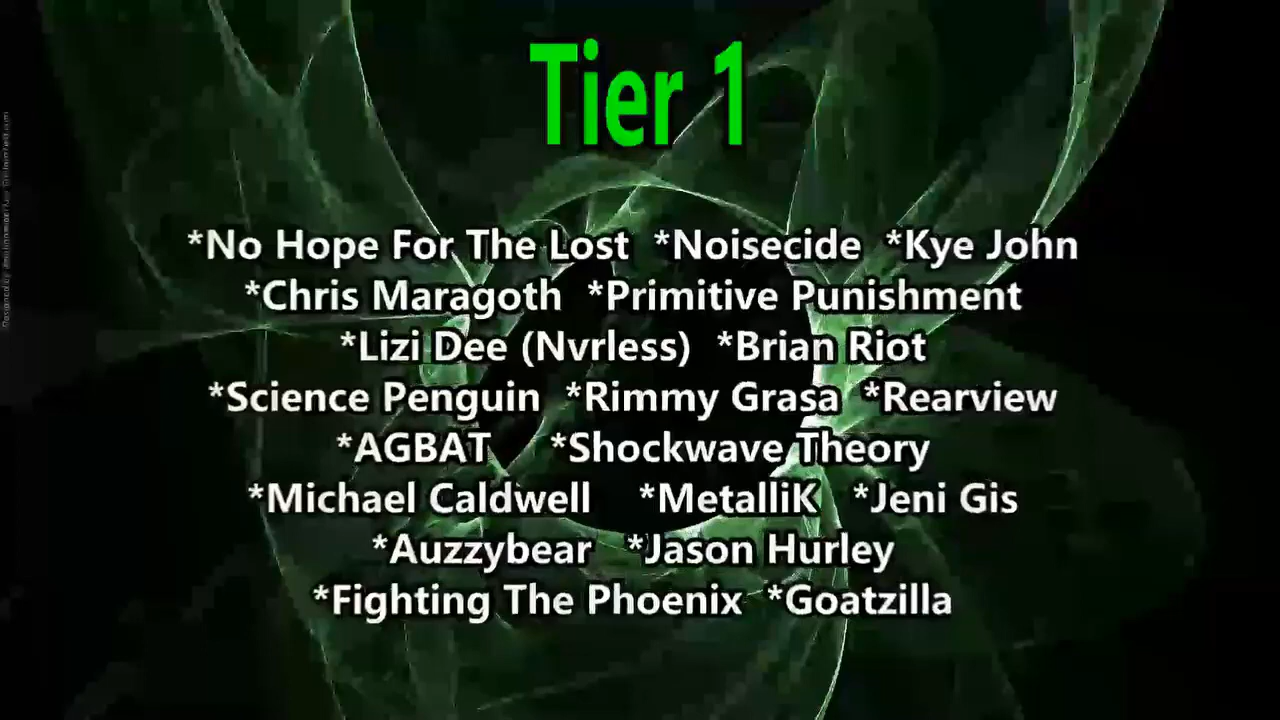 Tier 1
*No Hope For The Lost *Noisecide *Kye John
*Chris Maragoth *Primitive Punishment
*Lizi Dee (Nvrless) *Brian Riot
*Science Penguin *Rimmy Grasa *Rearview
*AGBAT *Shockwave Theory
*Michael Caldwell *MetalliK *Jeni Gis
*Auzzybear *Jason Hurley
*Fighting The Phoenix *Goatzilla